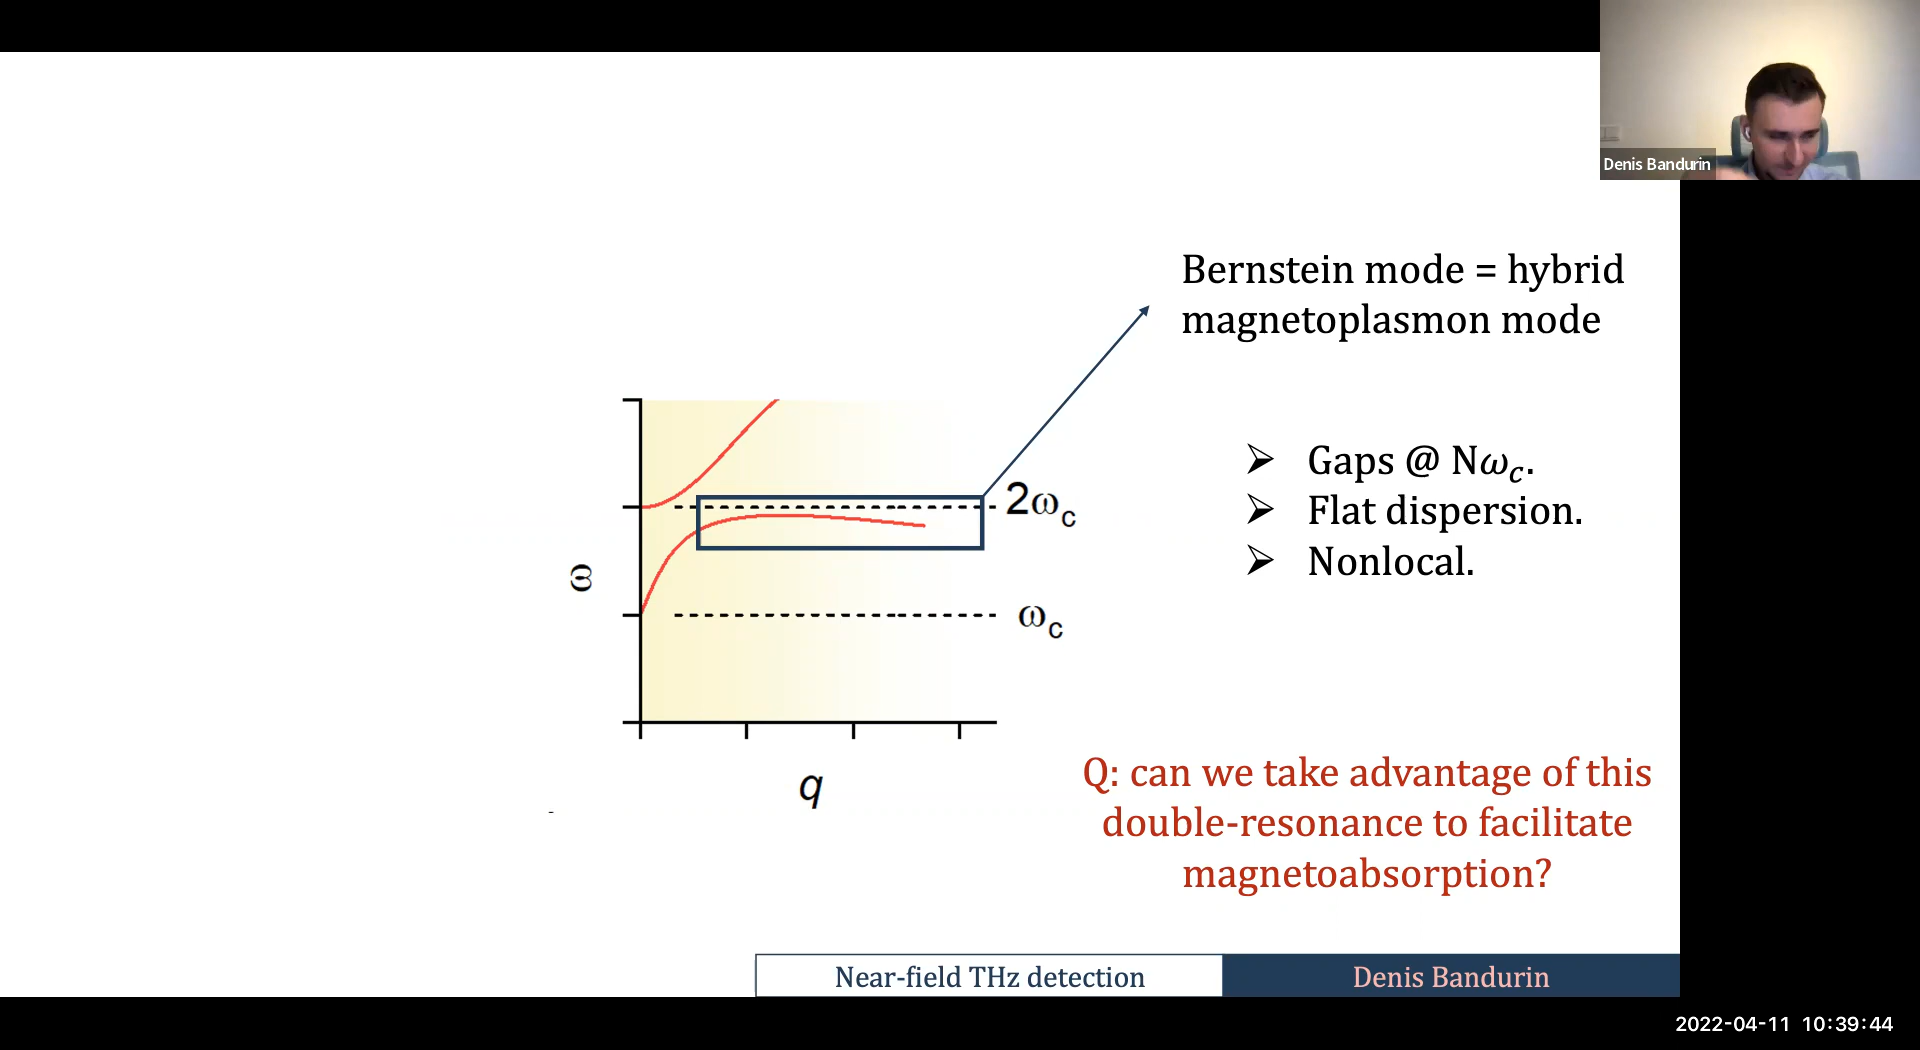 Denis Bandurin
Bernstein mode = hybrid
magnetoplasmon mode
➢ Gaps @ Nω𝑐.
➢ Flat dispersion.
➢ Nonlocal.
2ωc
ω
ωc
q
Q: can we take advantage of this
double-resonance to facilitate
magnetoabsorption?
Near-field THz detection
Denis Bandurin
2022-04-11 10:39:44